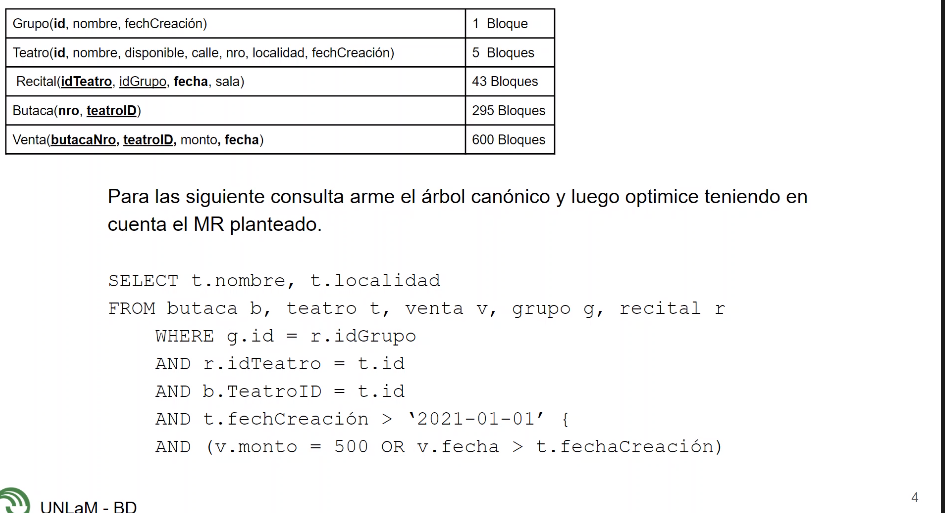 Grupo(id, nombre, fechCreación) 1 Bloque
Teatro(id, nombre, disponible, calle, nro, localidad, fechCreación) 5 Bloques
Recital(idTeatro, idGrupo, fecha, sala) 43 Bloques
Butaca(nro, teatroID) 295 Bloques
Venta(butacaNro, teatroID, monto, fecha) 600 Bloques
Para las siguiente consulta arme el árbol canónico y luego optimice teniendo en
cuenta el MR planteado.
SELECT t.nombre, t.localidad
FROM butaca b, teatro t, venta v, grupo g, recital r
WHERE g.id = r.idGrupo
AND r.idTeatro = t.id
AND b.TeatroID = t.id
AND t.fechCreación > ‘2021-01-01’ {
AND (v.monto = 500 OR v.fecha > t.fechaCreación)
4
UNLaM - BD